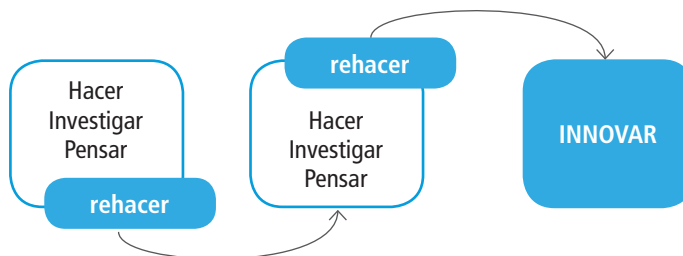 Hacer
Investigar
Pensar
rehacer
rehacer
Hacer
Investigar
Pensar
INNOVAR